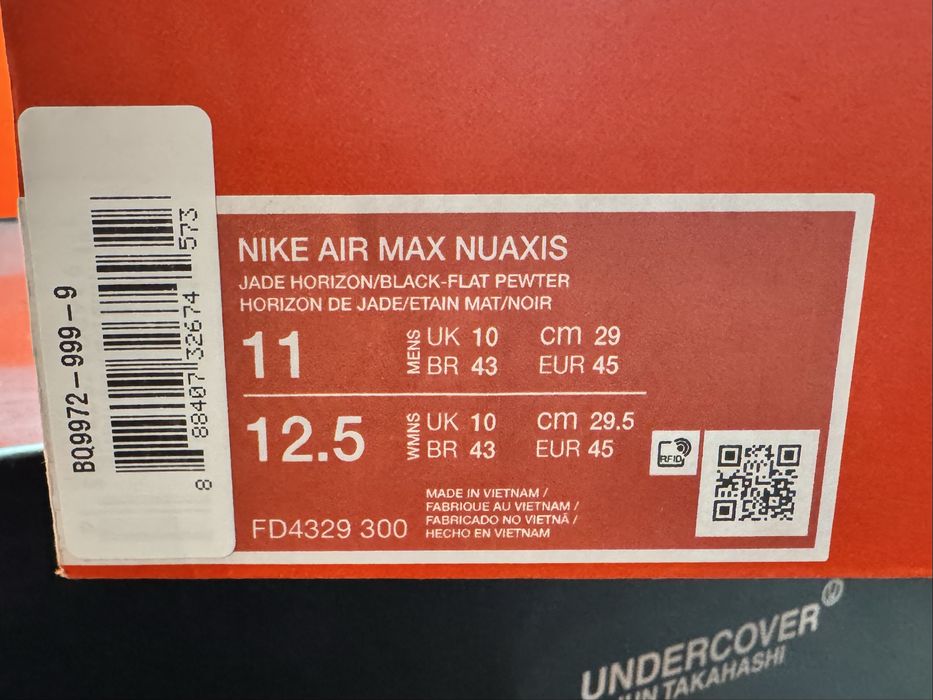 BQ9972-999-9
8 88407 32674 573
NIKE AIR MAX NUAXIS
JADE HORIZON/BLACK-FLAT PEWTER
HORIZON DE JADE/ETAIN MAT/NOIR
11 MENS UK 10 cm 29
BR 43 EUR 45
12.5 WMNS UK 10 cm 29.5
BR 43 EUR 45
RFID
FD4329 300
MADE IN VIETNAM /
FABRIQUE AU VIETNAM /
FABRICADO NO VIETNÃ /
HECHO EN VIETNAM
UNDERCOVER
TAKAHASHI